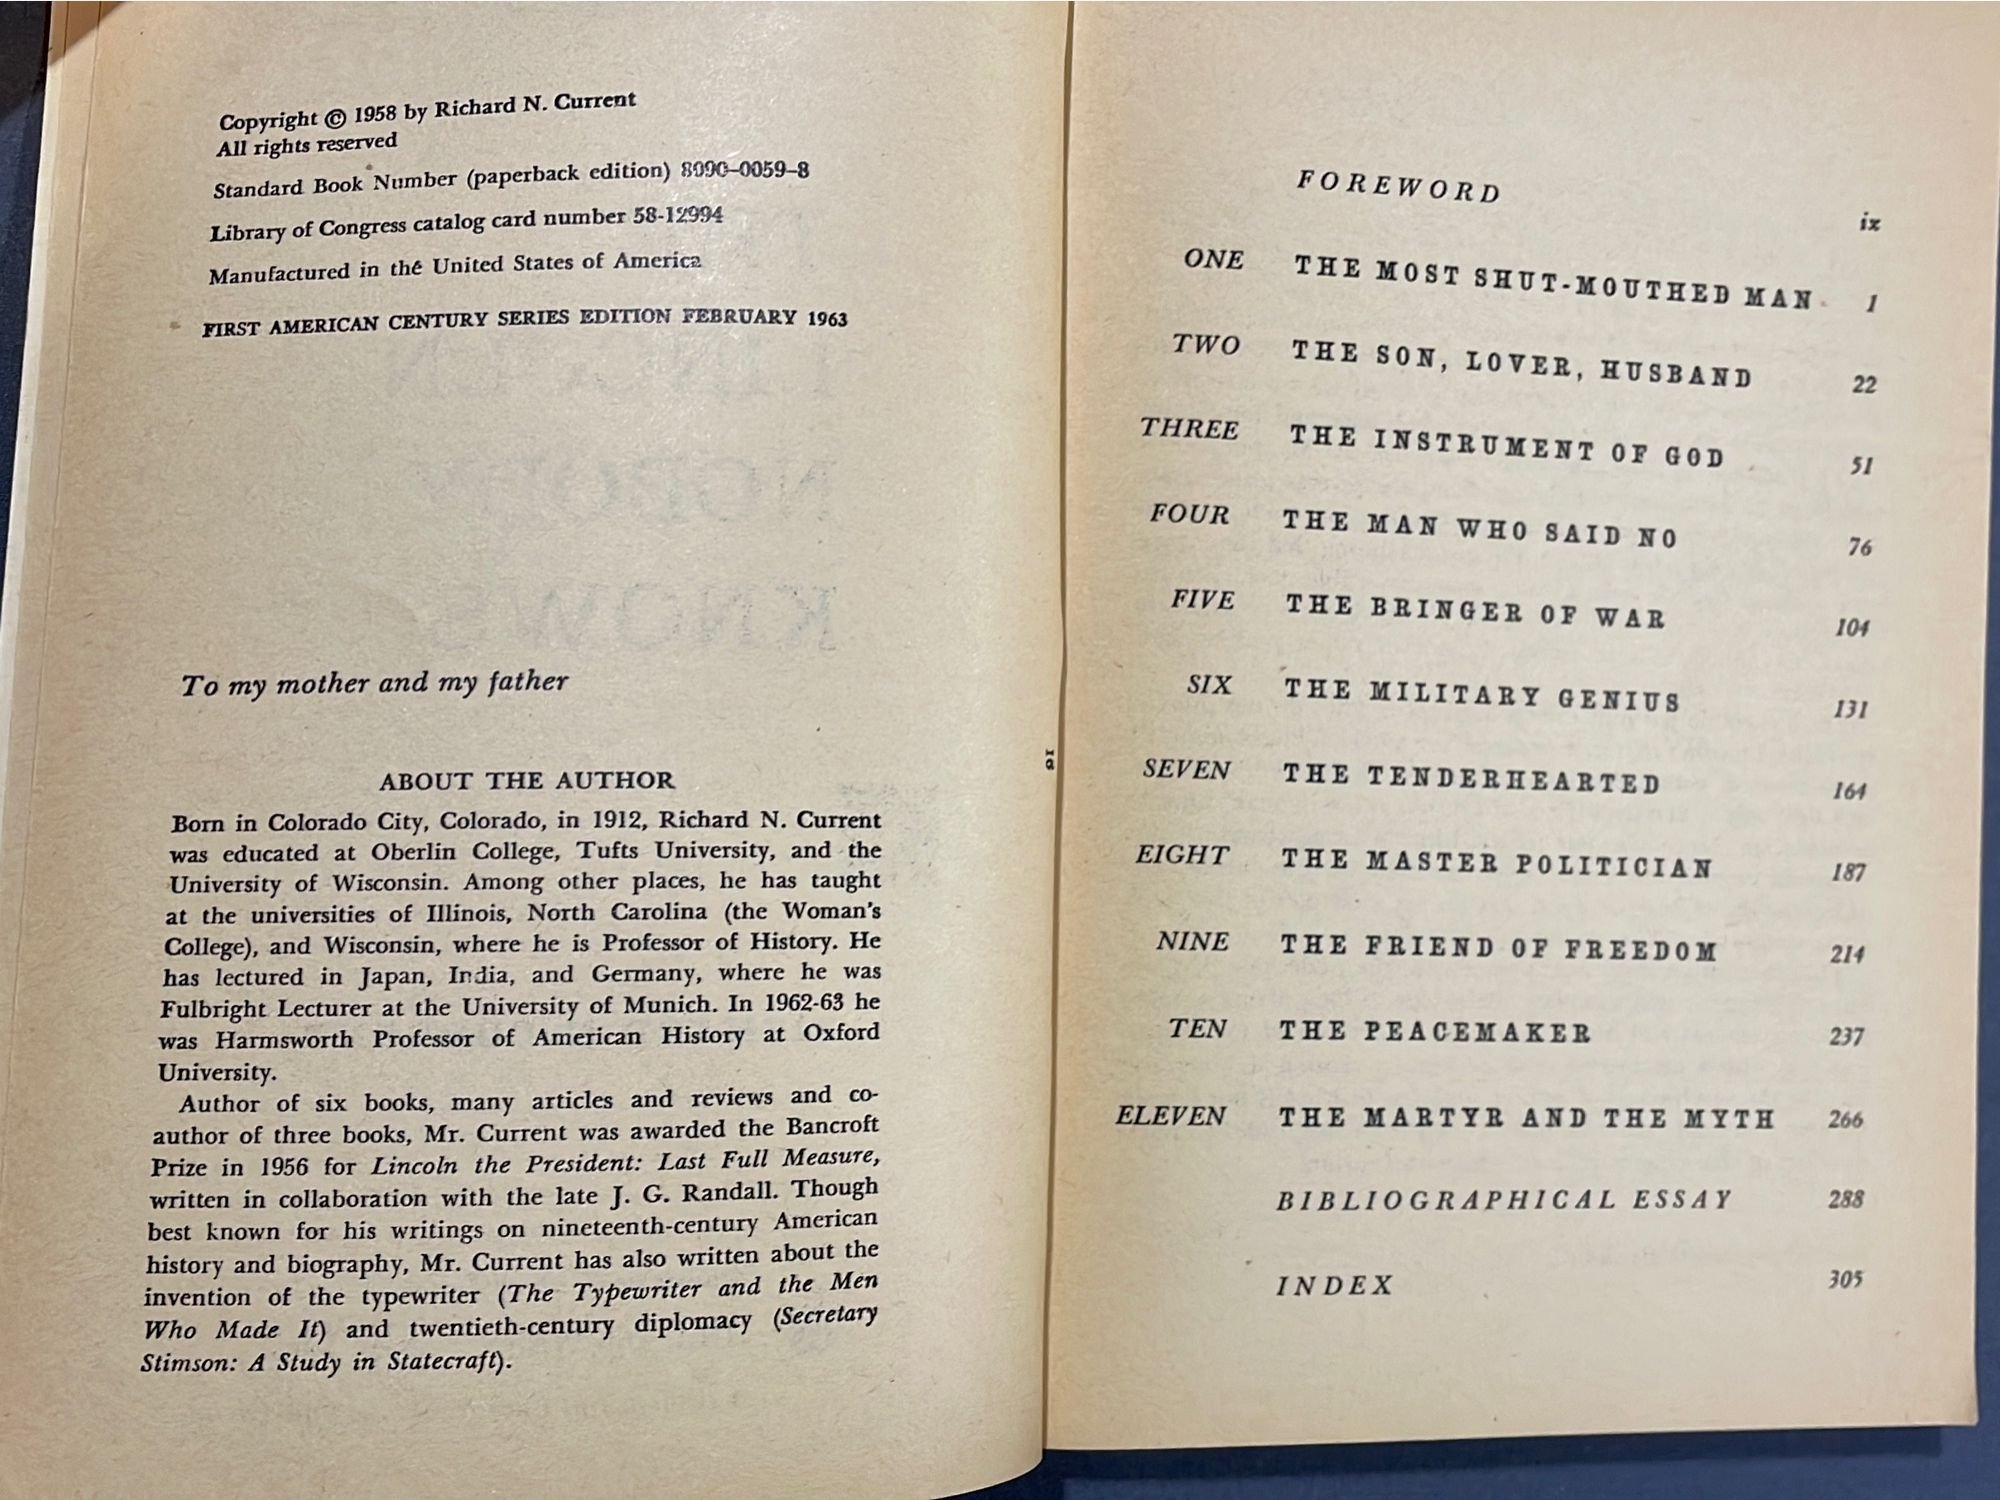 Copyright © 1958 by Richard N. Current
All rights reserved
Standard Book Number (paperback edition) 8090-0059-8
Library of Congress catalog card number 58-12994
Manufactured in the United States of America
FIRST AMERICAN CENTURY SERIES EDITION FEBRUARY 1963
To my mother and my father
ABOUT THE AUTHOR
Born in Colorado City, Colorado, in 1912, Richard N. Current
was educated at Oberlin College, Tufts University, and the
University of Wisconsin. Among other places, he has taught
at the universities of Illinois, North Carolina (the Woman's
College), and Wisconsin, where he is Professor of History. He
has lectured in Japan, India, and Germany, where he was
Fulbright Lecturer at the University of Munich. In 1962-63 he
was Harmsworth Professor of American History at Oxford
University.
Author of six books, many articles and reviews and co-
author of three books, Mr. Current was awarded the Bancroft
Prize in 1956 for Lincoln the President: Last Full Measure,
written in collaboration with the late J. G. Randall. Though
best known for his writings on nineteenth-century American
history and biography, Mr. Current has also written about the
invention of the typewriter (The Typewriter and the Men
Who Made It) and twentieth-century diplomacy (Secretary
Stimson: A Study in Statecraft).
16
FOREWORD ix
ONE THE MOST SHUT-MOUTHED MAN 1
TWO THE SON, LOVER, HUSBAND 22
THREE THE INSTRUMENT OF GOD 51
FOUR THE MAN WHO SAID NO 76
FIVE THE BRINGER OF WAR 104
SIX THE MILITARY GENIUS 131
SEVEN THE TENDERHEARTED 164
EIGHT THE MASTER POLITICIAN 187
NINE THE FRIEND OF FREEDOM 214
TEN THE PEACEMAKER 237
ELEVEN THE MARTYR AND THE MYTH 266
BIBLIOGRAPHICAL ESSAY 288
INDEX 305